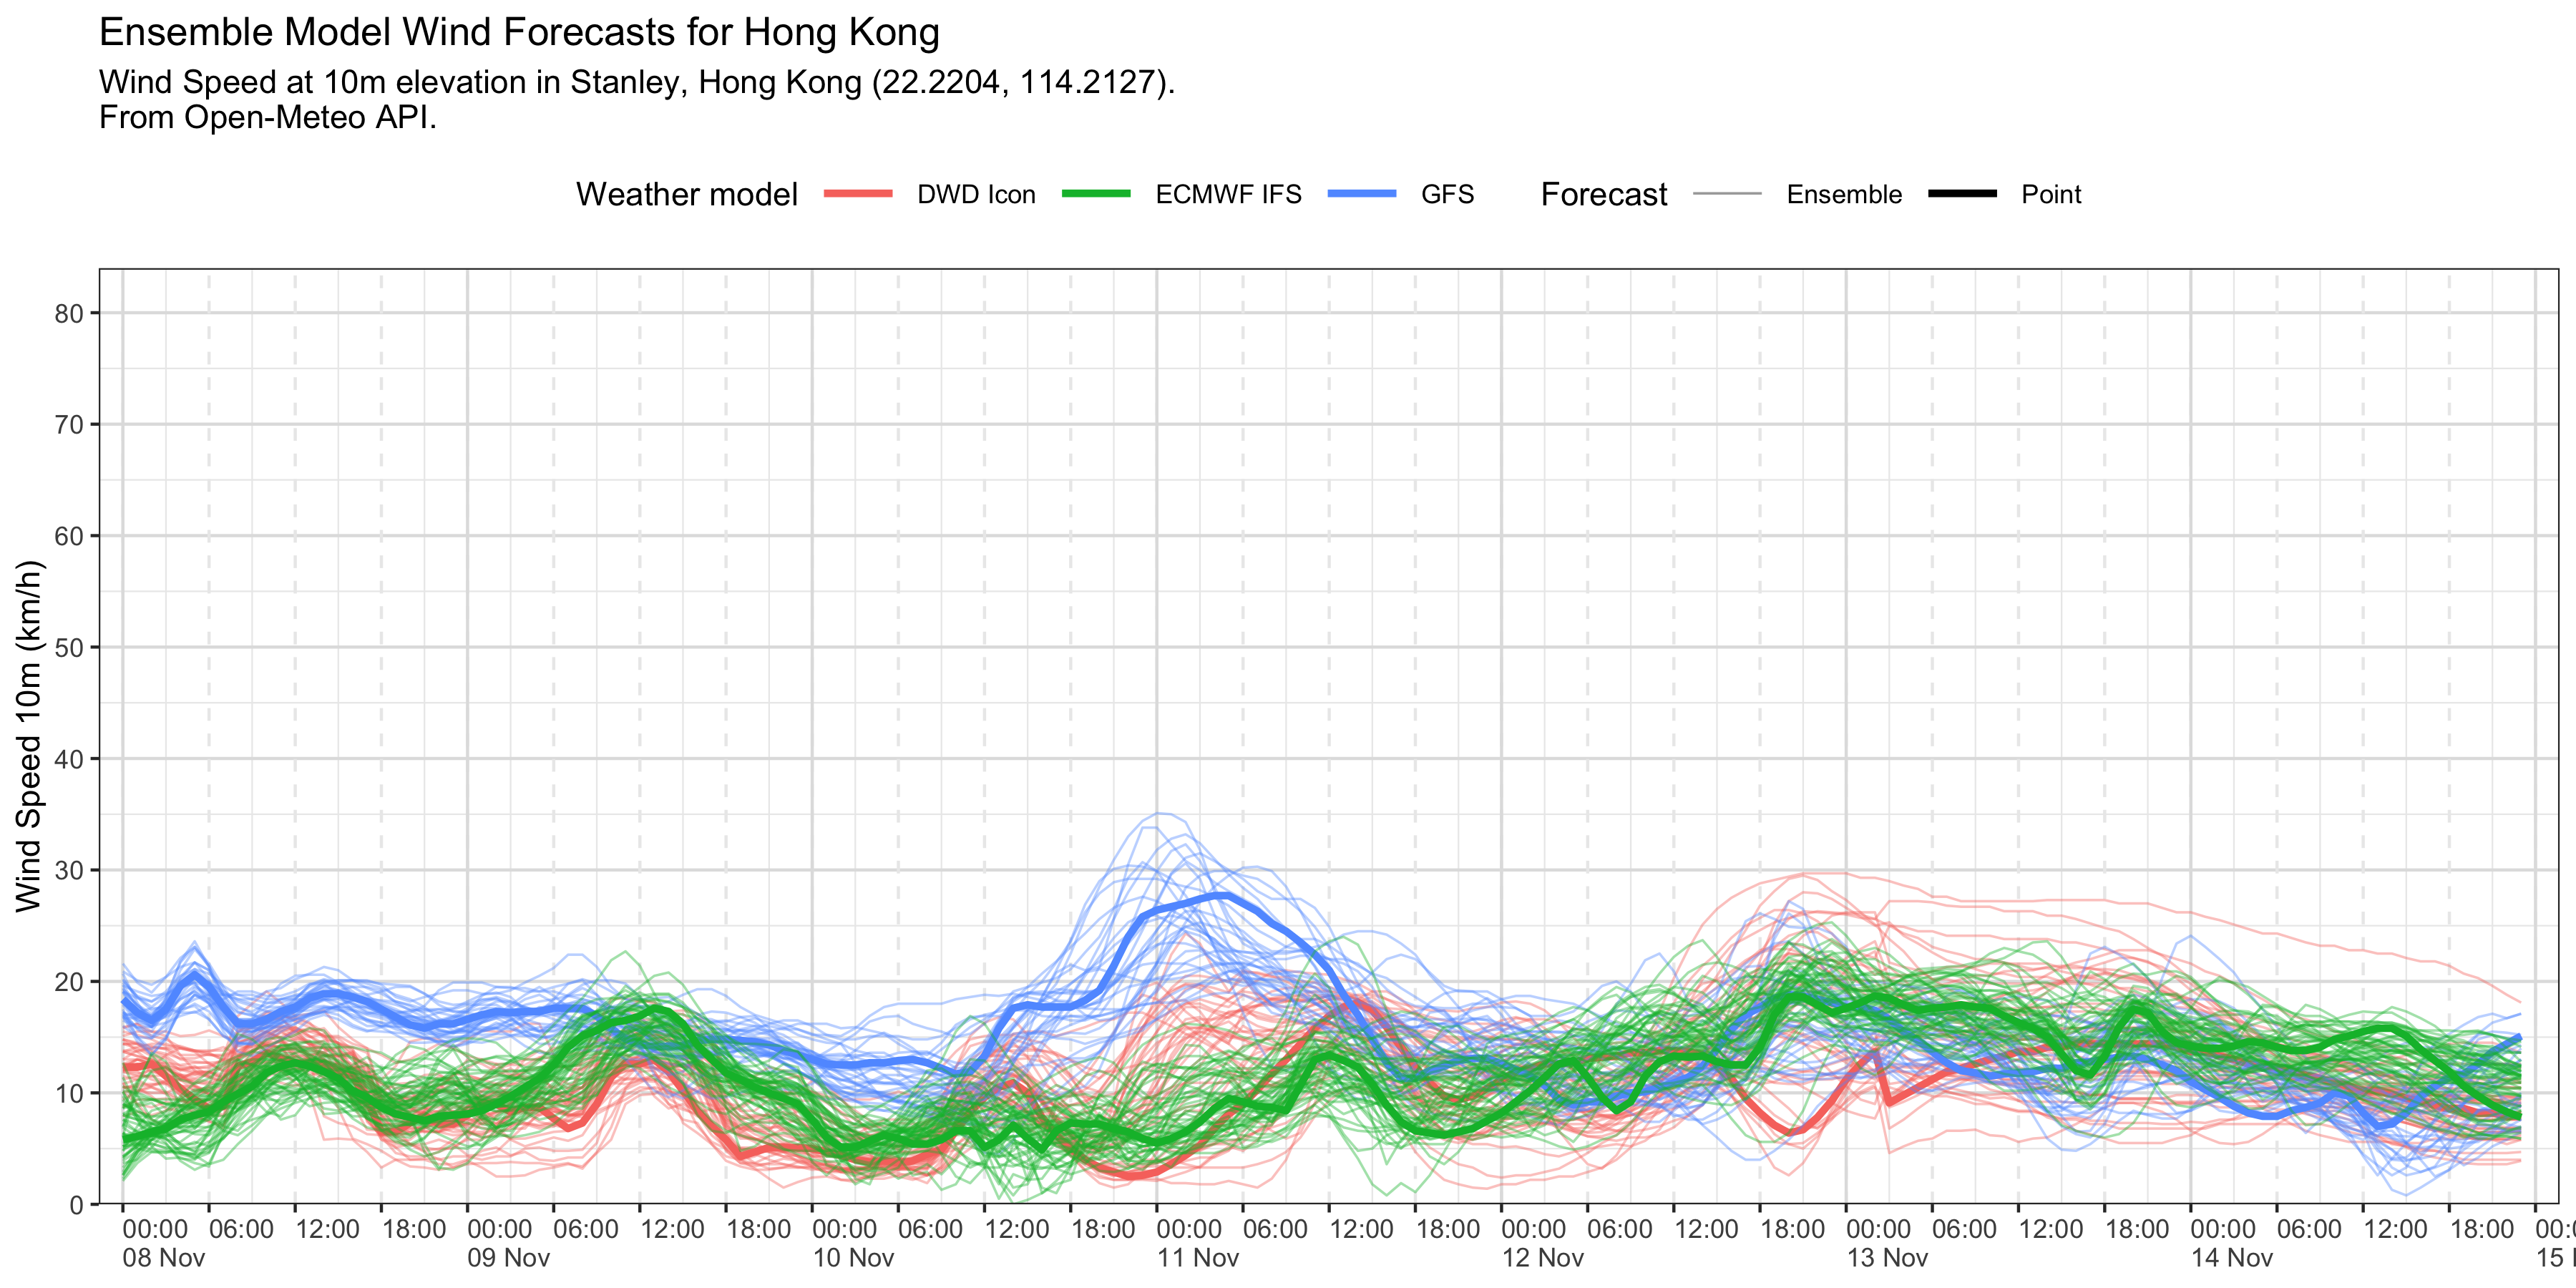 Ensemble Model Wind Forecasts for Hong Kong
Wind Speed at 10m elevation in Stanley, Hong Kong (22.2204, 114.2127).
From Open-Meteo API.
Weather model DWD Icon ECMWF IFS GFS Forecast Ensemble Point
Wind Speed 10m (km/h)
80
70
60
50
40
30
20
10
0
00:00 06:00 12:00 18:00 00:00 06:00 12:00 18:00 00:00 06:00 12:00 18:00 00:00 06:00 12:00 18:00 00:00 06:00 12:00 18:00 00:00 06:00 12:00 18:00 00:00 06:00 12:00 18:00
08 Nov 09 Nov 10 Nov 11 Nov 12 Nov 13 Nov 14 Nov 15